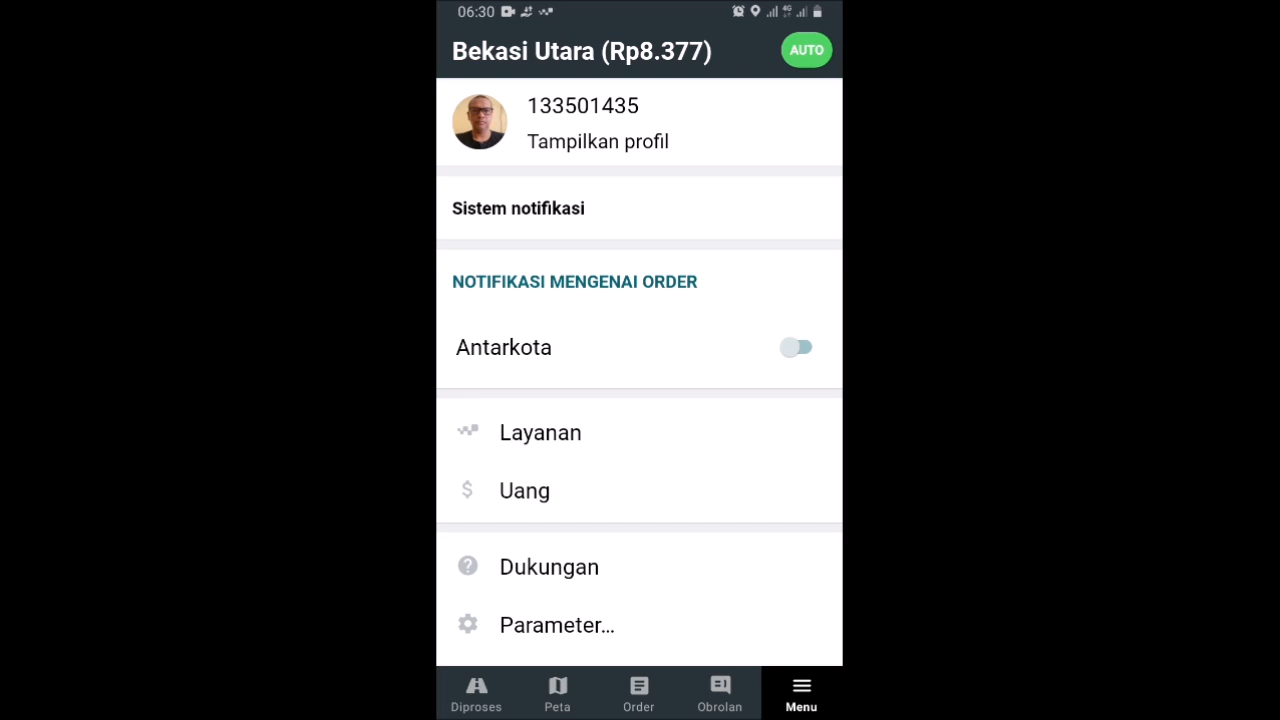 06:30
4G
Bekasi Utara (Rp8.377)
AUTO
133501435
Tampilkan profil
Sistem notifikasi
NOTIFIKASI MENGENAI ORDER
Antarkota
Layanan
Uang
Dukungan
Parameter...
Diproses
Peta
Order
Obrolan
Menu